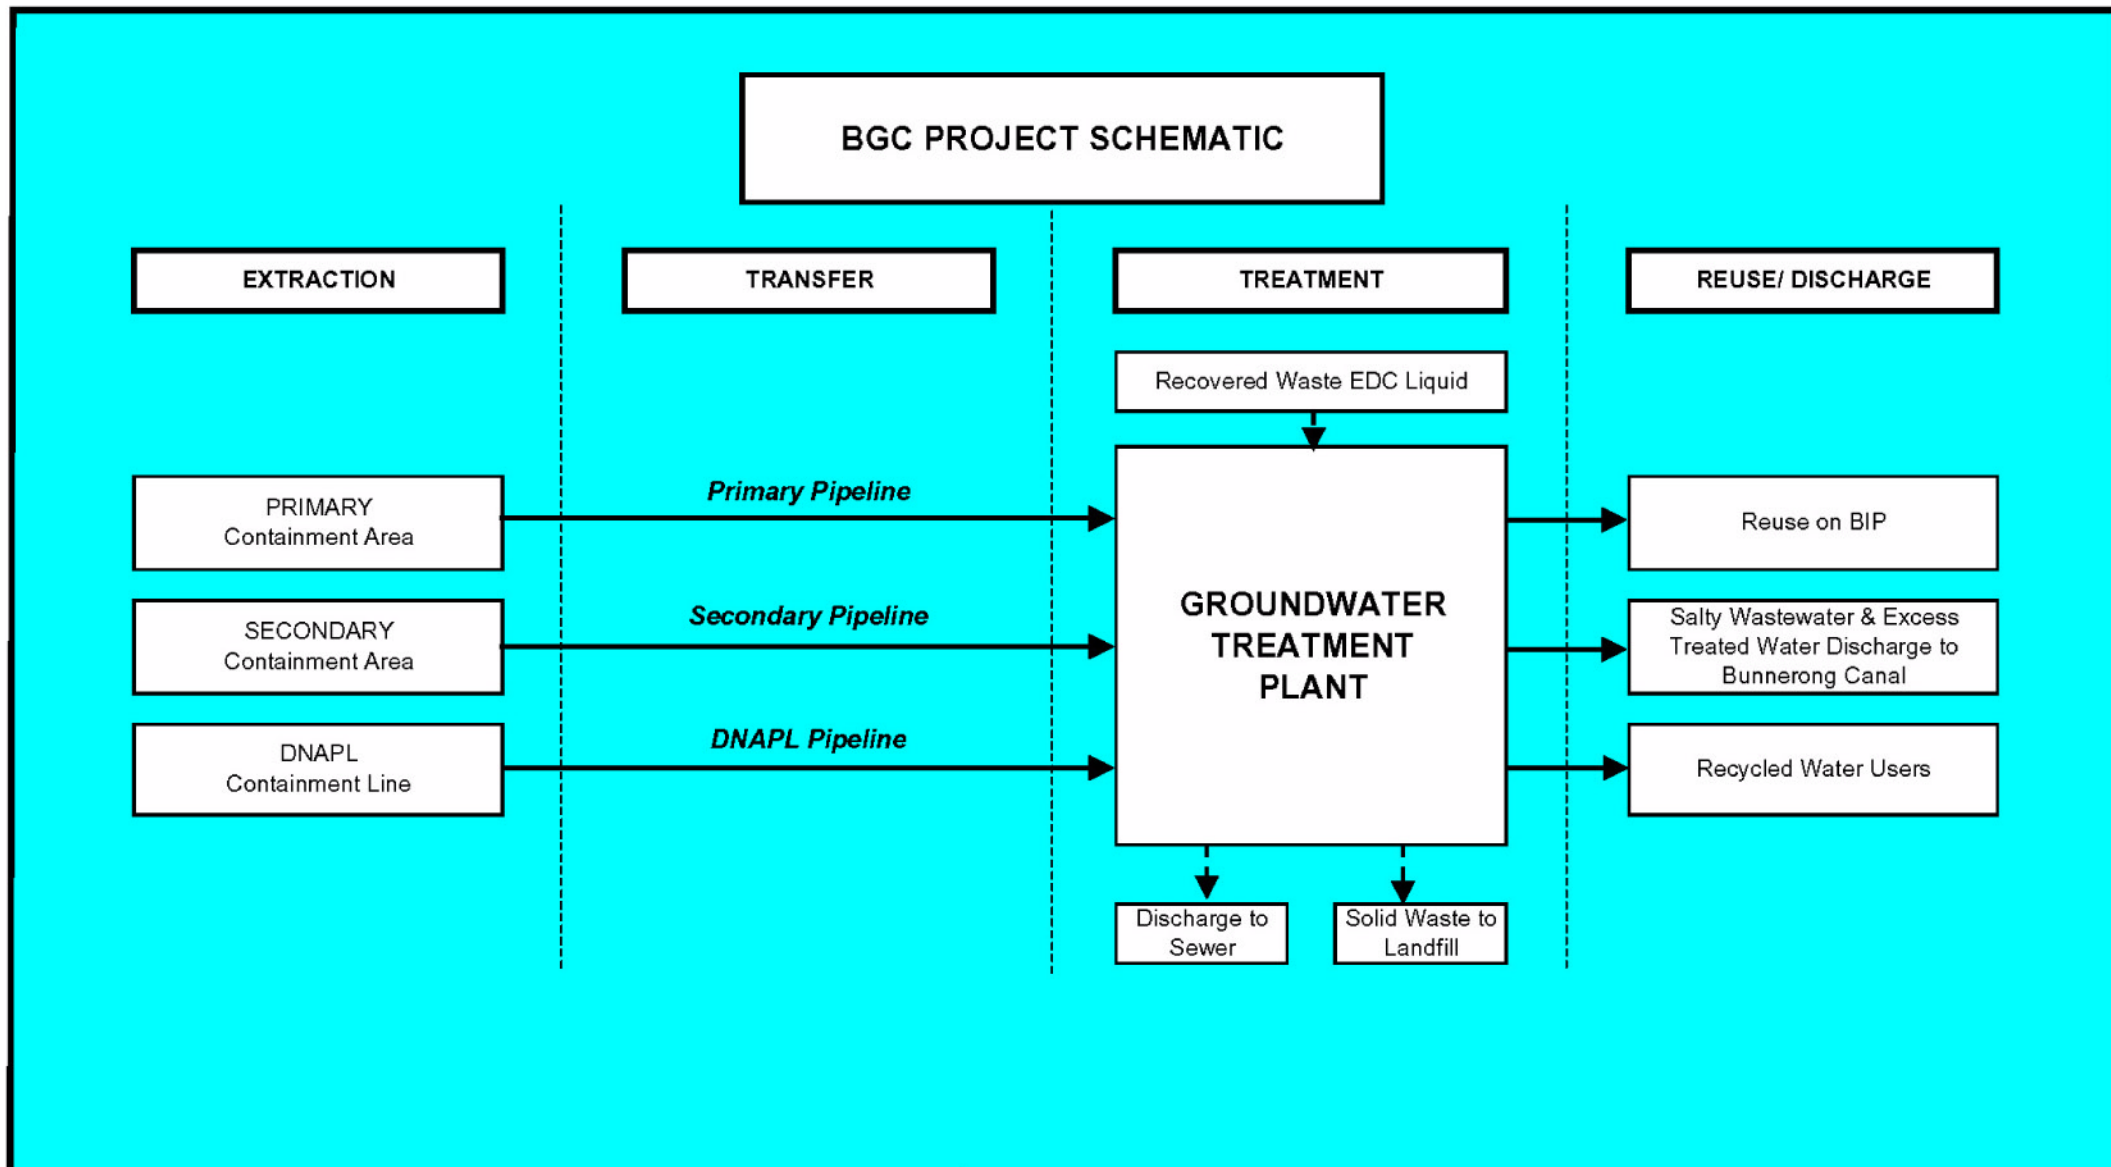 BGC PROJECT SCHEMATIC
EXTRACTION
TRANSFER
TREATMENT
REUSE/ DISCHARGE
Recovered Waste EDC Liquid
PRIMARY
Containment Area
Primary Pipeline
Reuse on BIP
SECONDARY
Containment Area
Secondary Pipeline
GROUNDWATER
TREATMENT
PLANT
Salty Wastewater & Excess
Treated Water Discharge to
Bunnerong Canal
DNAPL
Containment Line
DNAPL Pipeline
Recycled Water Users
Discharge to
Sewer
Solid Waste to
Landfill